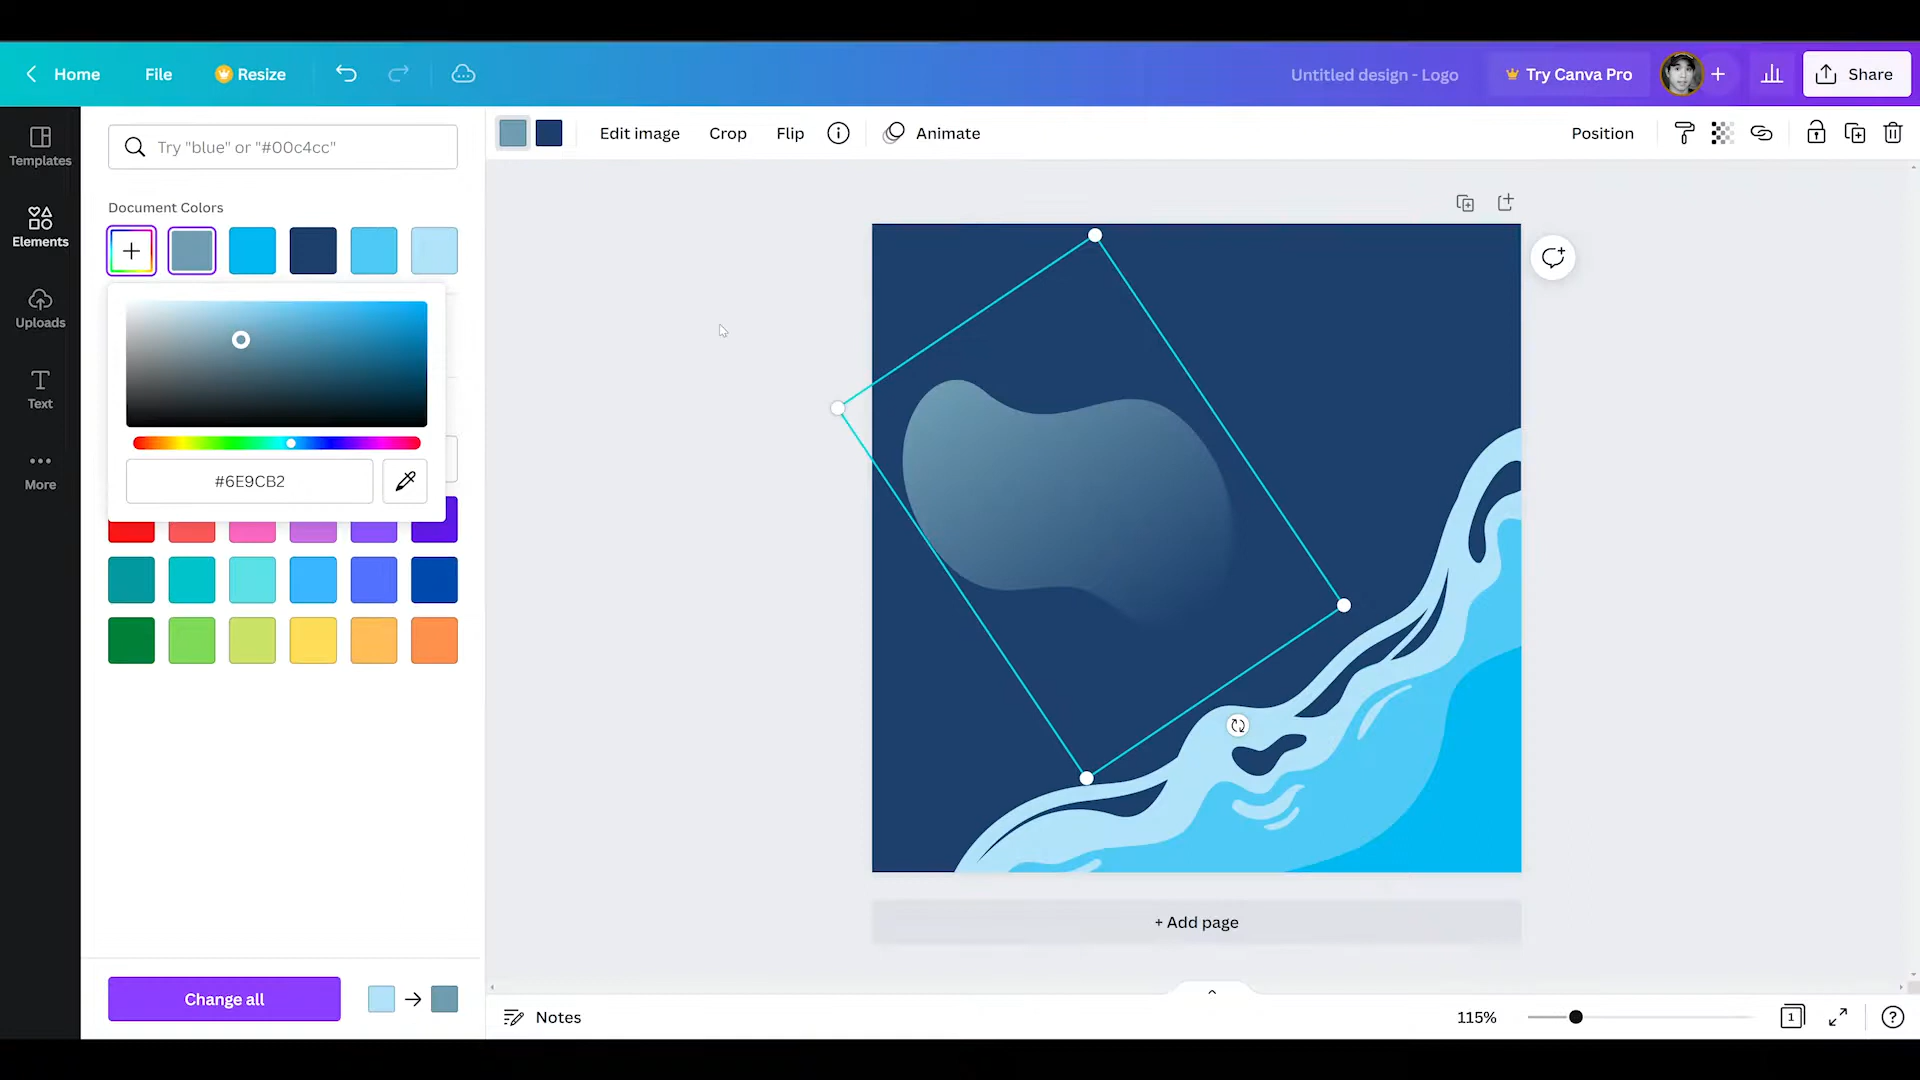 Home
File
Resize
Untitled design - Logo
Try Canva Pro
Share
Templates
Elements
Uploads
Text
More
Try "blue" or "#00c4cc"
Document Colors
#6E9CB2
Change all
Edit image
Crop
Flip
Animate
Position
+ Add page
Notes
115%
1